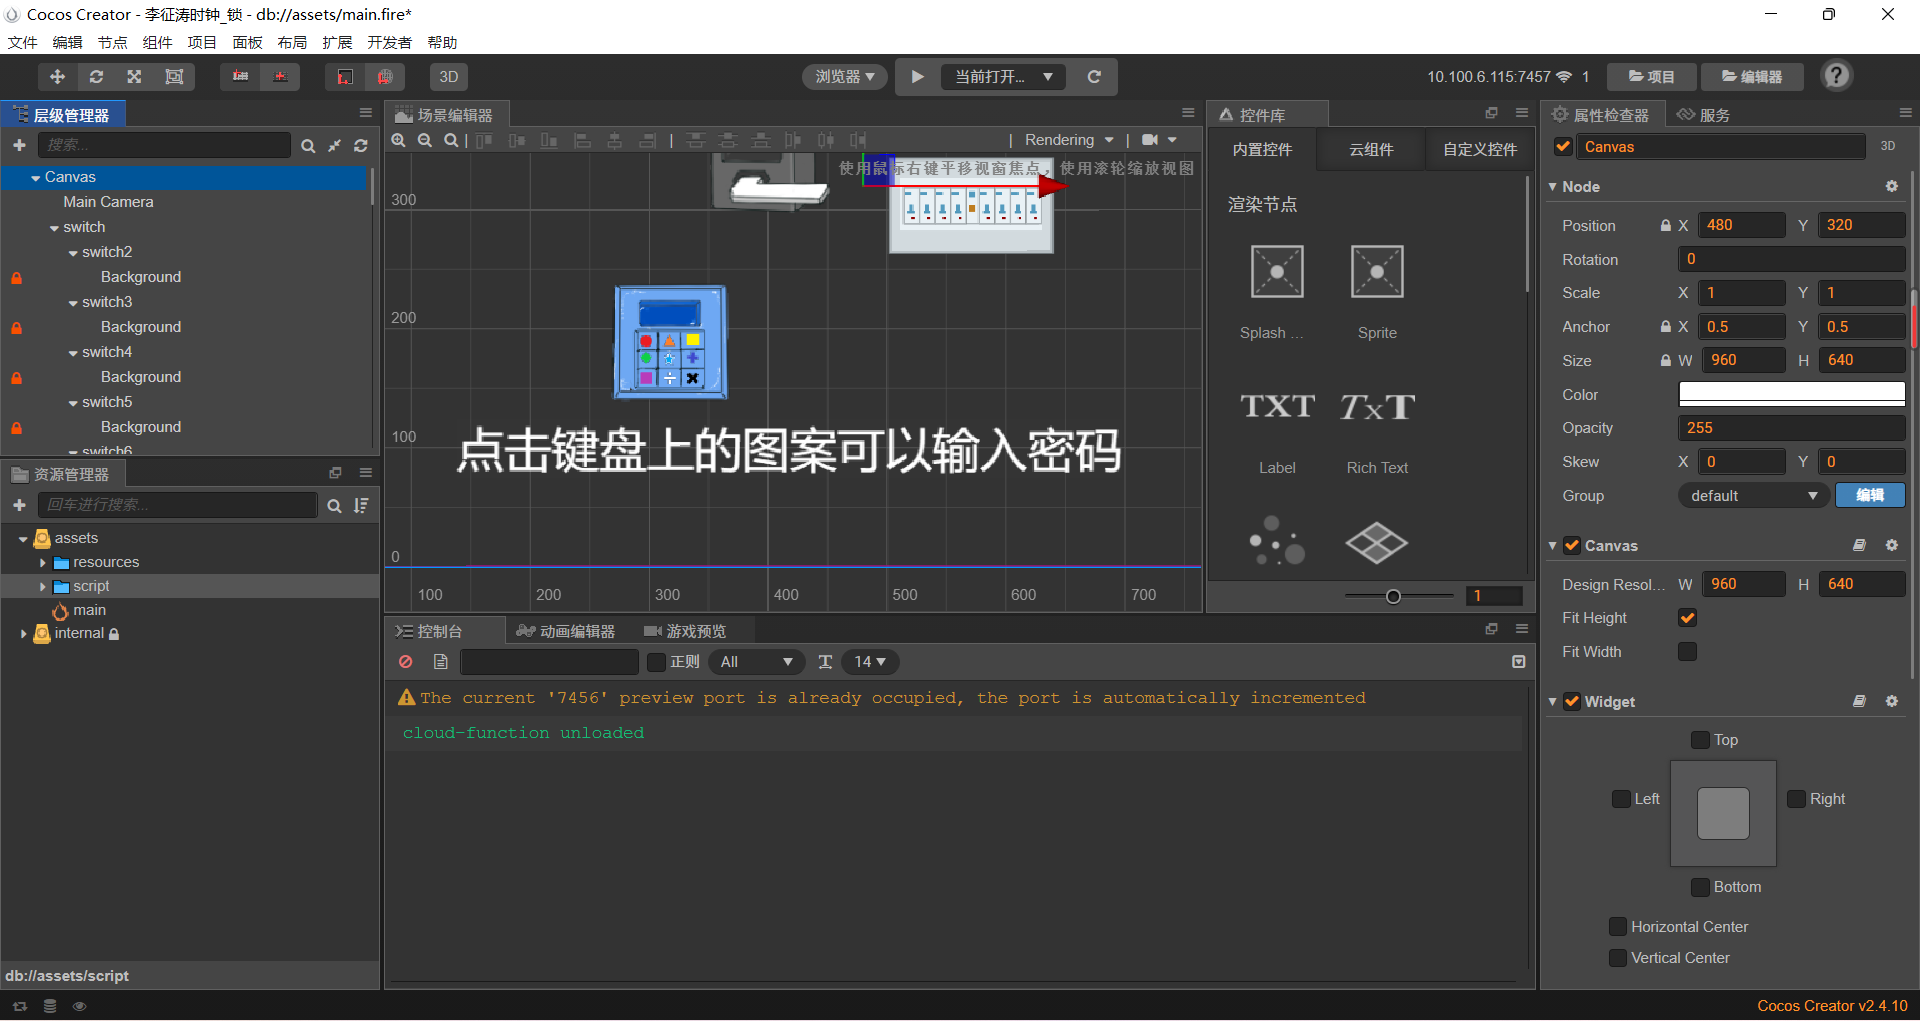 Cocos Creator - 李征涛时钟_锁 - db://assets/main.fire*
文件 编辑 节点 组件 项目 面板 布局 扩展 开发者 帮助
3D 浏览器 当前打开... 10.100.6.115:7457 1 项目 编辑器 ?
层级管理器
搜索...
Canvas
Main Camera
switch
switch2
Background
switch3
Background
switch4
Background
switch5
Background
switch6
资源管理器
回车进行搜索...
assets
resources
script
main
internal
db://assets/script
场景编辑器
Rendering
使用鼠标右键平移视窗焦点，使用滚轮缩放视图
300
200
100
0
点击键盘上的图案可以输入密码
100 200 300 400 500 600 700
控制台 动画编辑器 游戏预览
正则 All 14
The current '7456' preview port is already occupied, the port is automatically incremented
cloud-function unloaded
控件库
内置控件 云组件 自定义控件
渲染节点
Splash ... Sprite
TXT TxT
Label Rich Text
1
属性检查器 服务
Canvas 3D
Node
Position X 480 Y 320
Rotation 0
Scale X 1 Y 1
Anchor X 0.5 Y 0.5
Size W 960 H 640
Color
Opacity 255
Skew X 0 Y 0
Group default 编辑
Canvas
Design Resol... W 960 H 640
Fit Height
Fit Width
Widget
Top
Left Right
Bottom
Horizontal Center
Vertical Center
Cocos Creator v2.4.10